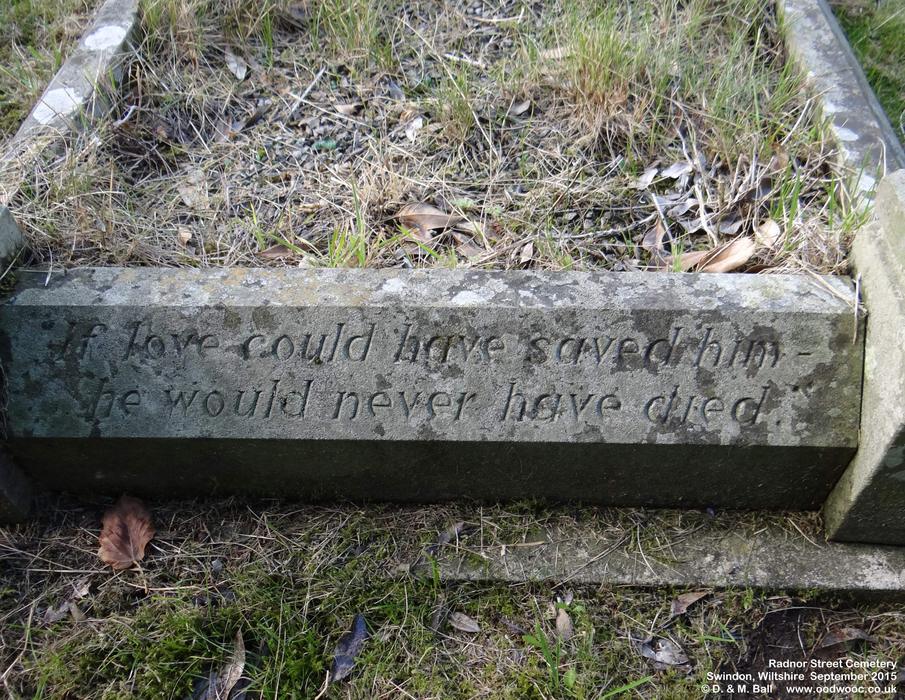 If love could have saved him –
he would never have died."
Radnor Street Cemetery
Swindon, Wiltshire September 2015
© D. & M. Ball www.oodwooc.co.uk